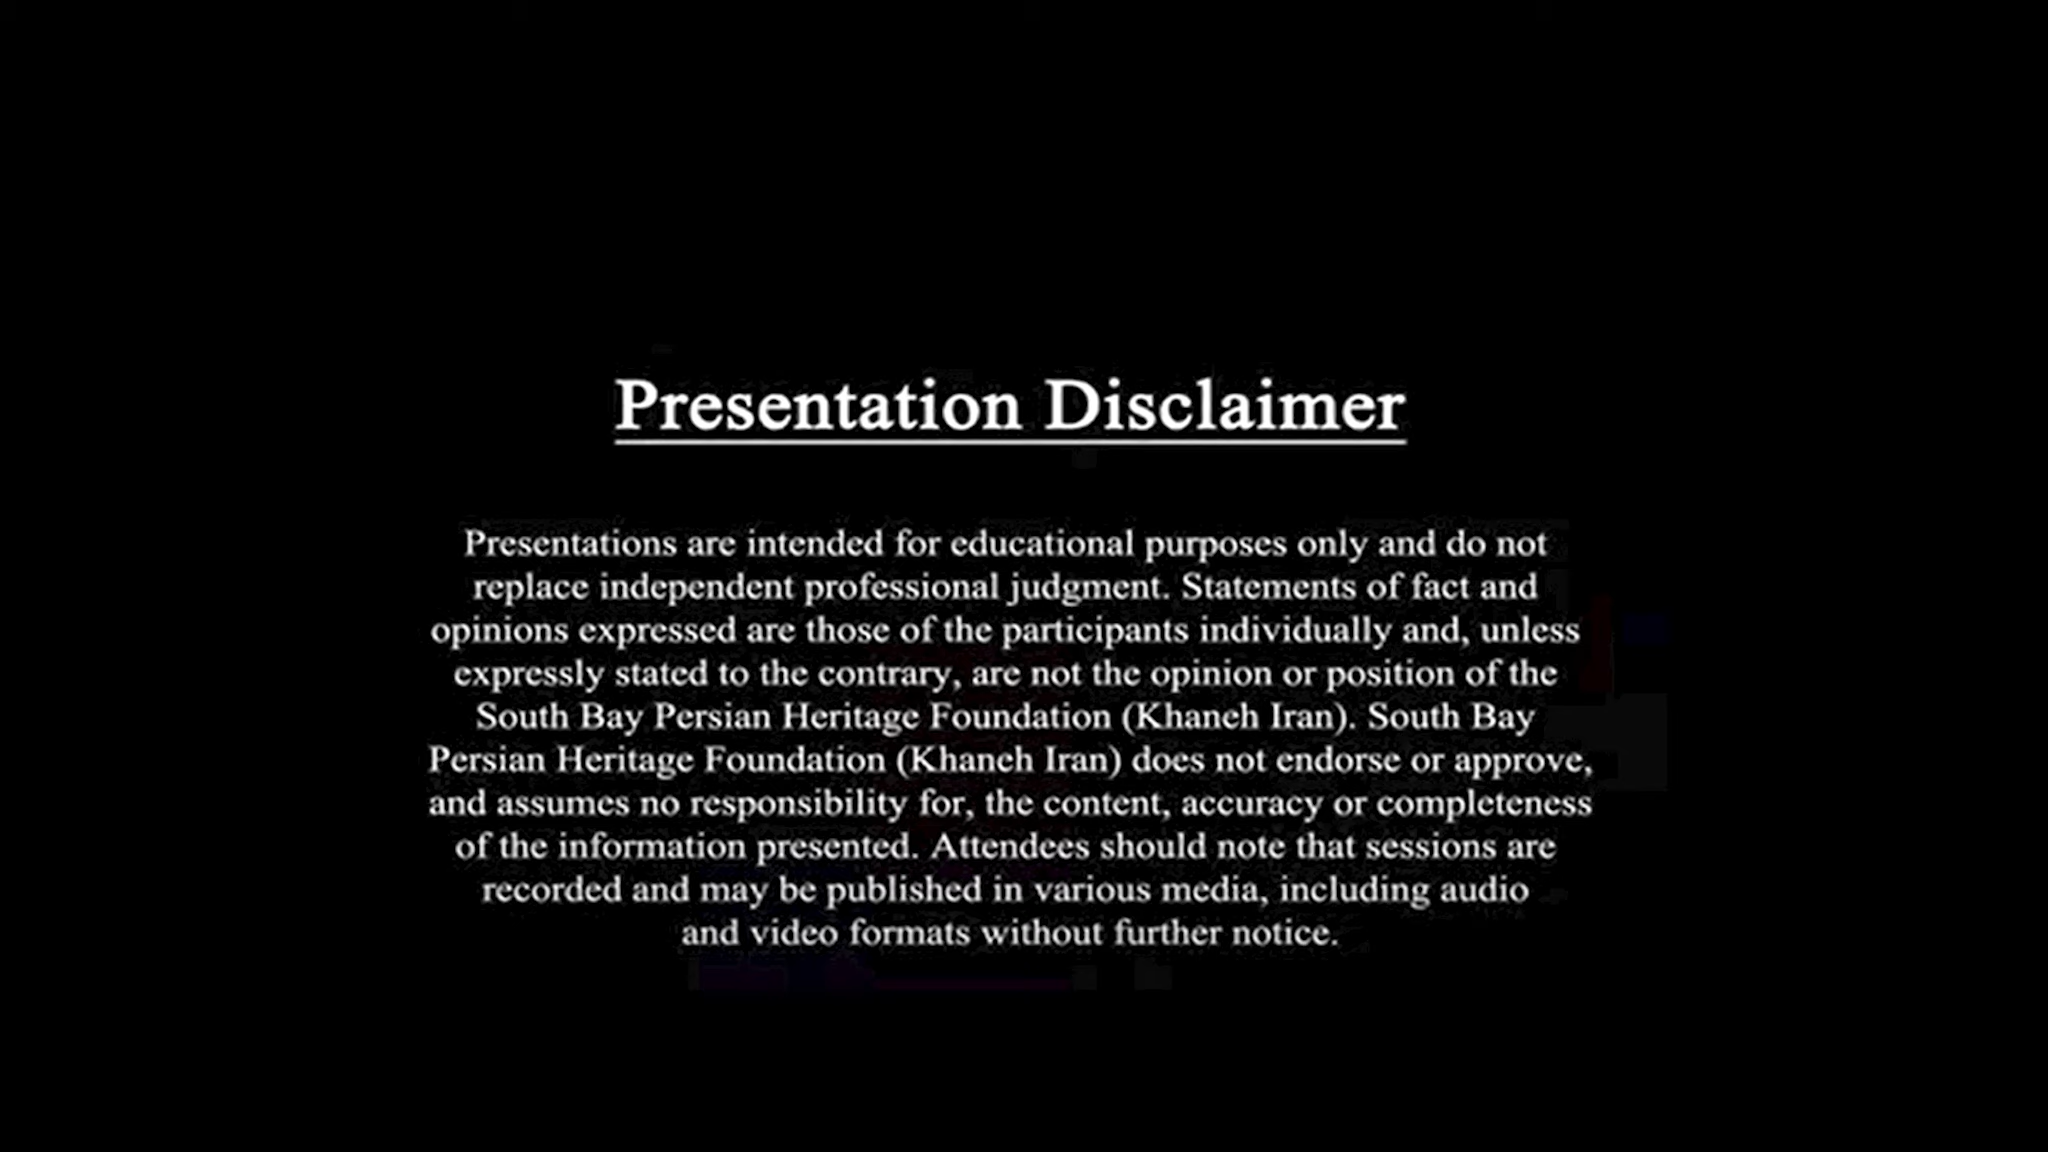 Presentation Disclaimer
Presentations are intended for educational purposes only and do not
replace independent professional judgment. Statements of fact and
opinions expressed are those of the participants individually and, unless
expressly stated to the contrary, are not the opinion or position of the
South Bay Persian Heritage Foundation (Khaneh Iran). South Bay
Persian Heritage Foundation (Khaneh Iran) does not endorse or approve,
and assumes no responsibility for, the content, accuracy or completeness
of the information presented. Attendees should note that sessions are
recorded and may be published in various media, including audio
and video formats without further notice.